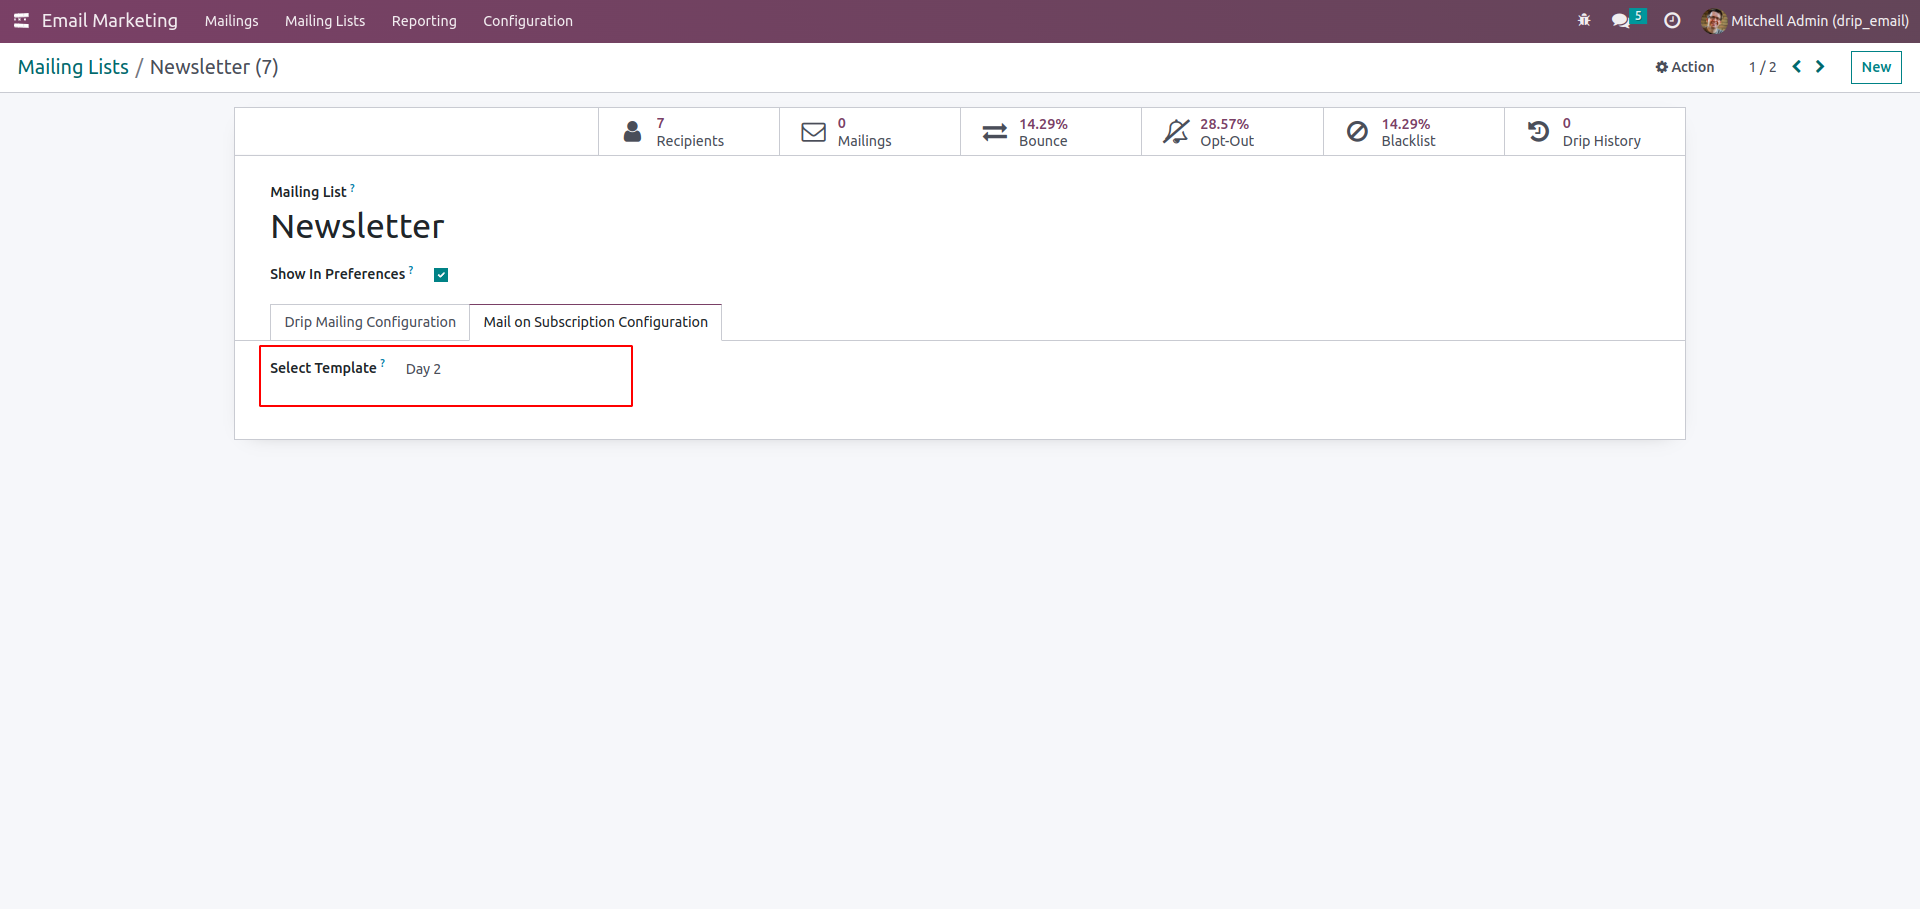 Email Marketing Mailings Mailing Lists Reporting Configuration 5 Mitchell Admin (drip_email)
Mailing Lists / Newsletter (7) Action 1 / 2 New
7 0 14.29% 28.57% 14.29% 0
Recipients Mailings Bounce Opt-Out Blacklist Drip History
Mailing List ?
Newsletter
Show In Preferences ?
Drip Mailing Configuration Mail on Subscription Configuration
Select Template ? Day 2